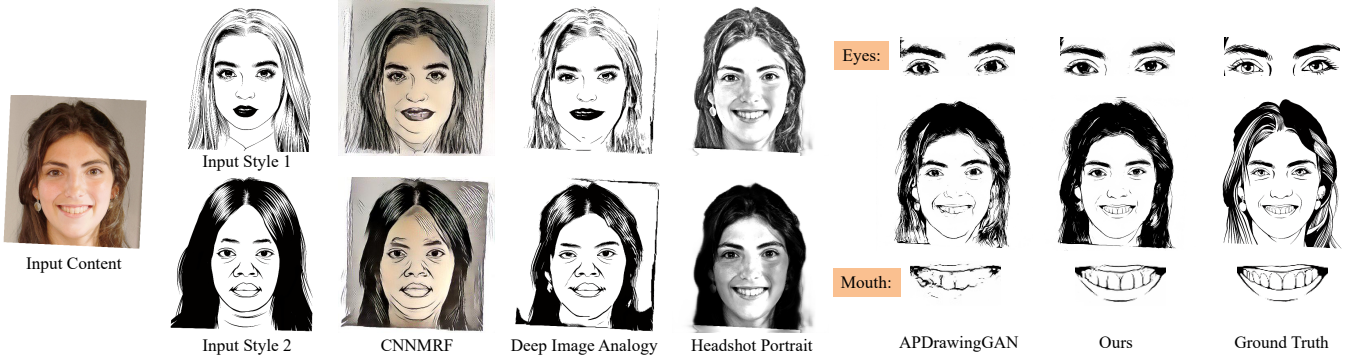 Eyes:
Input Style 1
Mouth:
Input Content
Input Style 2
CNNMRF
Deep Image Analogy
Headshot Portrait
APDrawingGAN
Ours
Ground Truth